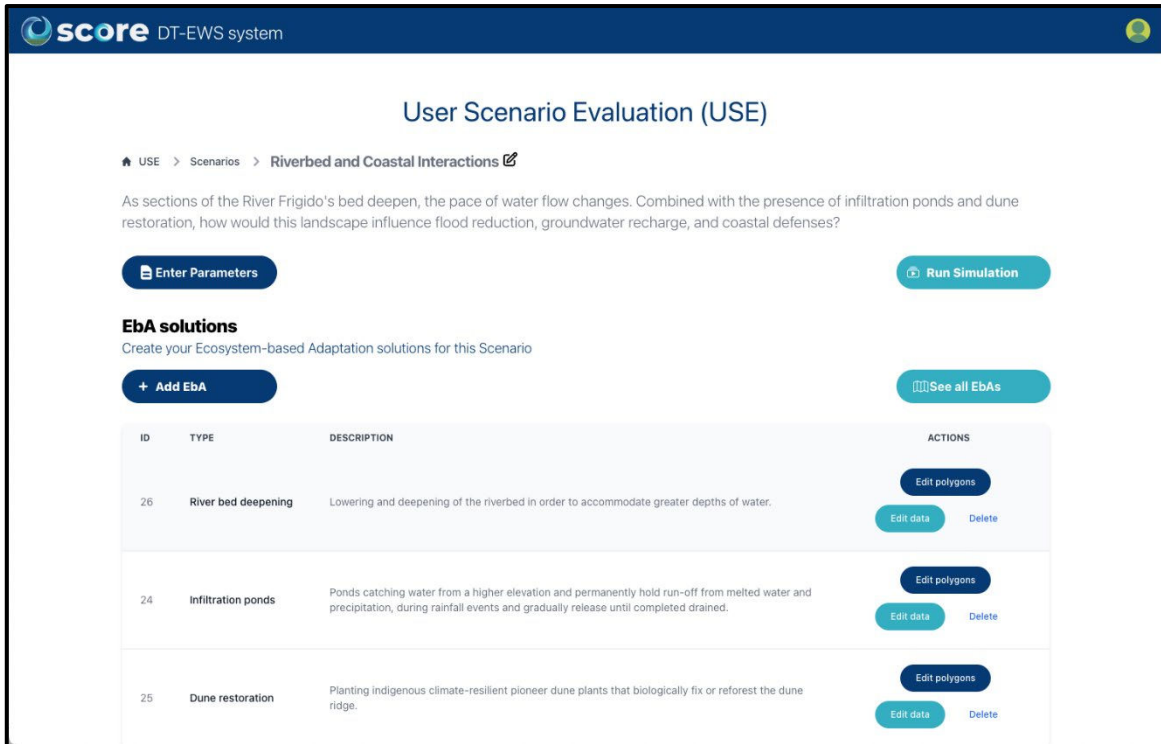 score DT-EWS system
User Scenario Evaluation (USE)
USE > Scenarios > Riverbed and Coastal Interactions
As sections of the River Frigido's bed deepen, the pace of water flow changes. Combined with the presence of infiltration ponds and dune
restoration, how would this landscape influence flood reduction, groundwater recharge, and coastal defenses?
Enter Parameters
Run Simulation
EbA solutions
Create your Ecosystem-based Adaptation solutions for this Scenario
+ Add EbA
See all EbAs
ID TYPE DESCRIPTION ACTIONS
26 River bed deepening Lowering and deepening of the riverbed in order to accommodate greater depths of water.
Edit polygons
Edit data Delete
24 Infiltration ponds
Ponds catching water from a higher elevation and permanently hold run-off from melted water and
precipitation, during rainfall events and gradually release until completed drained.
Edit polygons
Edit data Delete
25 Dune restoration
Planting indigenous climate-resilient pioneer dune plants that biologically fix or reforest the dune
ridge.
Edit polygons
Edit data Delete